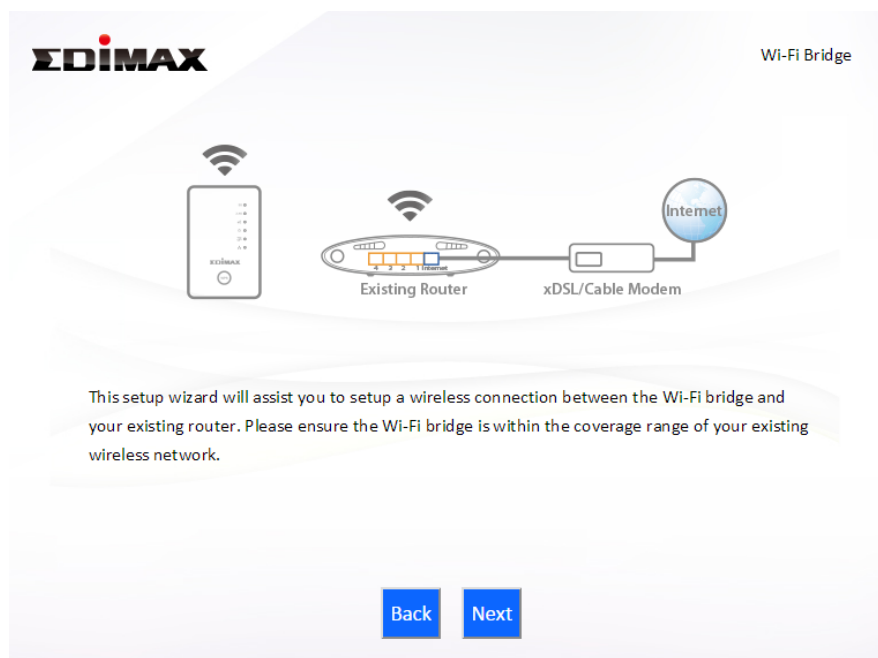 EDIMAX
Wi-Fi Bridge
Internet
EDIMAX
4 3 2 1 Internet
Existing Router
xDSL/Cable Modem
This setup wizard will assist you to setup a wireless connection between the Wi-Fi bridge and
your existing router. Please ensure the Wi-Fi bridge is within the coverage range of your existing
wireless network.
Back
Next